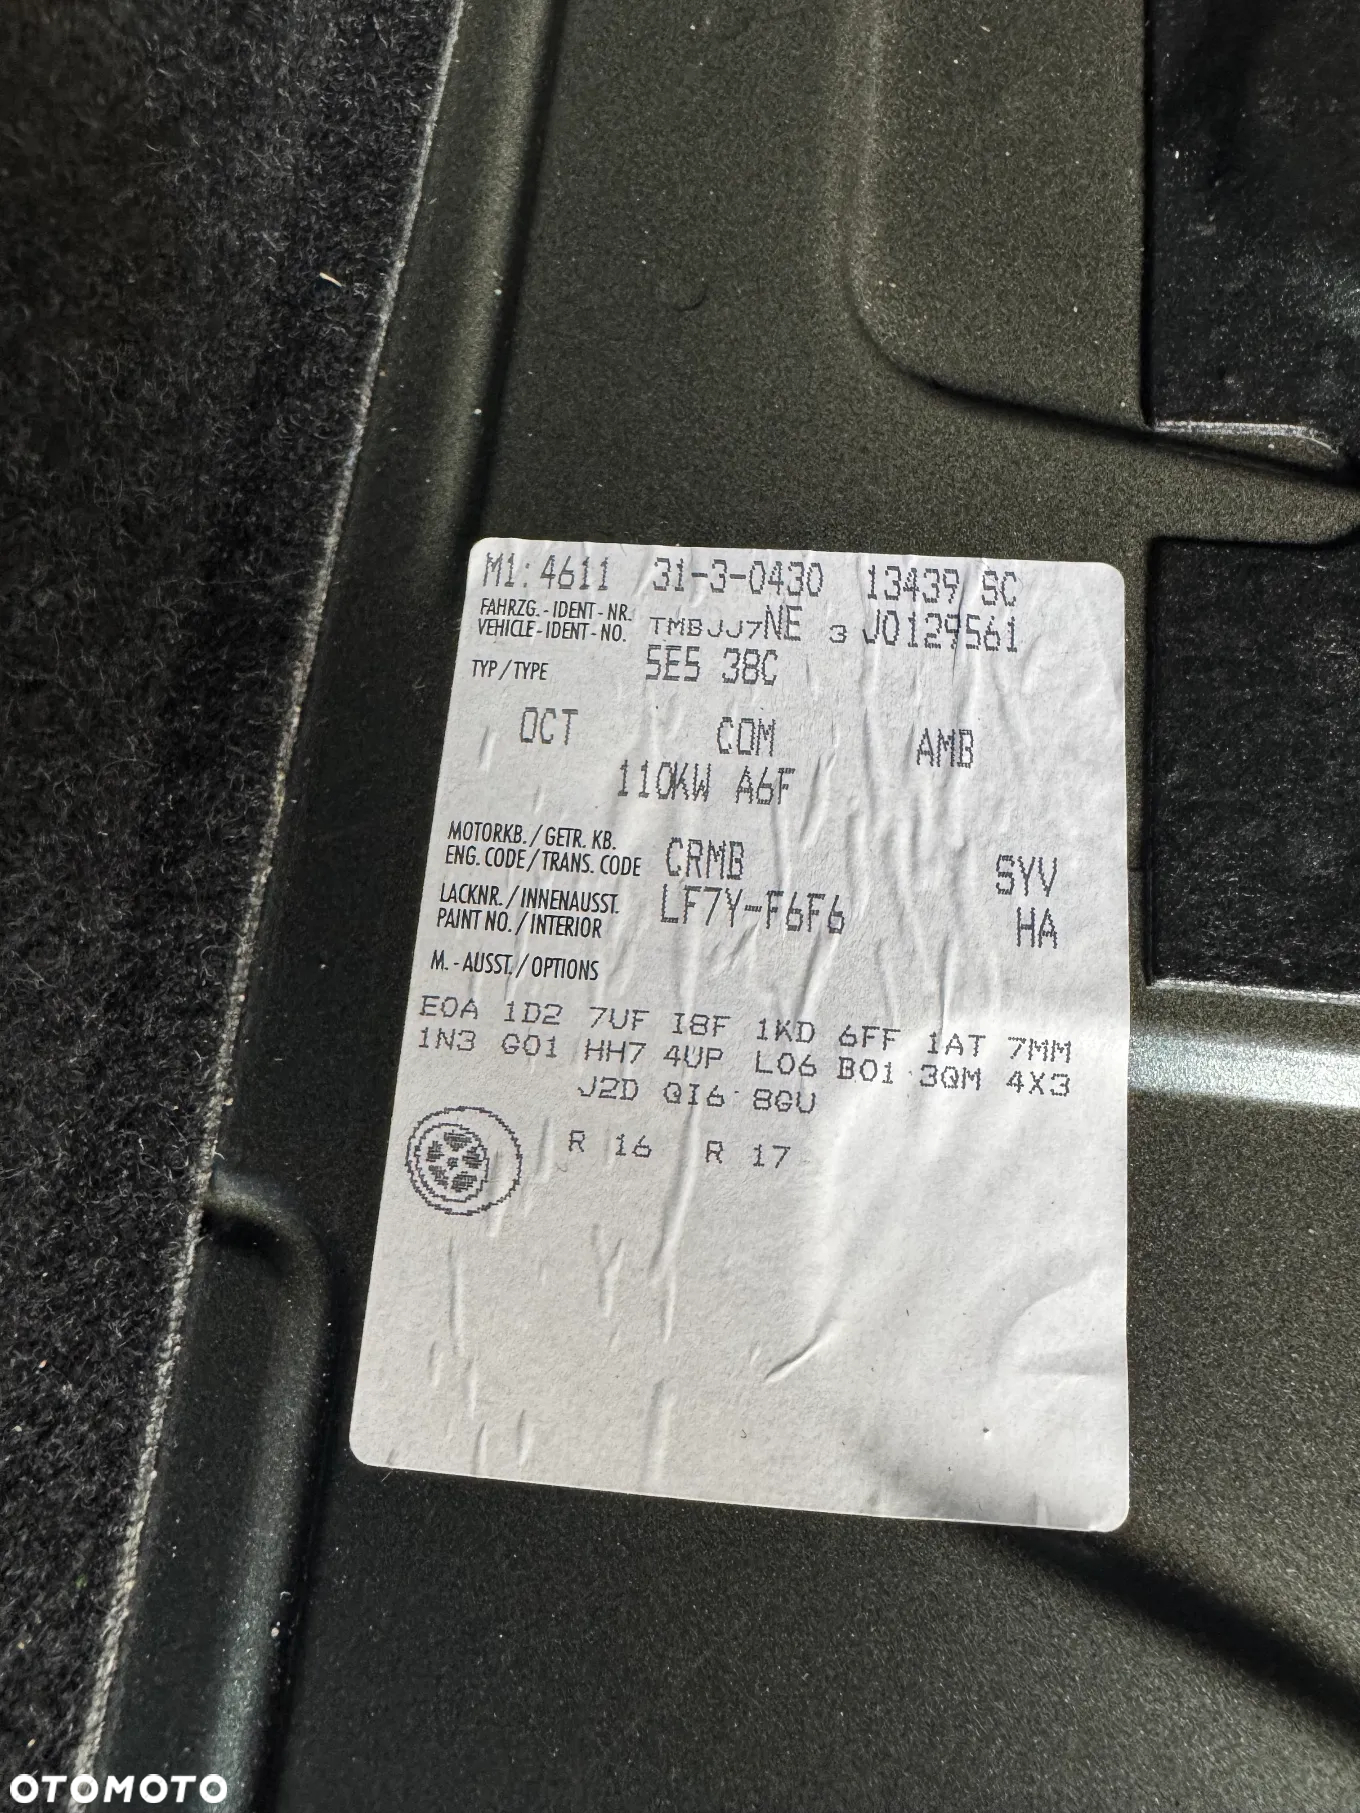 M1: 4611 31-3-0430 13439 SC
FAHRZG.-IDENT-NR.
VEHICLE-IDENT-NO. TMBJJ7NE 3 J0129561
TYP/TYPE 5E5 38C
OCT COM AMB
110KW A6F
MOTORKB./GETR. KB.
ENG. CODE/TRANS. CODE CRMB SYV
LACKNR./INNENAUSST.
PAINT NO./INTERIOR LF7Y-F6F6 HA
M.-AUSST./OPTIONS
E0A 1D2 7UF I8F 1KD 6FF 1AT 7MM
1N3 G01 HH7 4UP L06 B01 3QM 4X3
J2D QI6 8GU
R 16 R 17
OTOMOTO